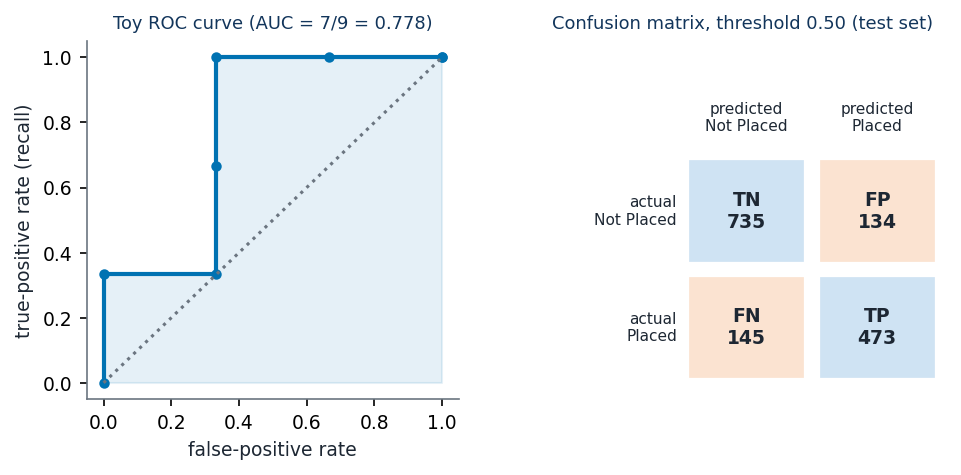 Toy ROC curve (AUC = 7/9 = 0.778)
true-positive rate (recall)
1.0
0.8
0.6
0.4
0.2
0.0
0.0
0.2
0.4
0.6
0.8
1.0
false-positive rate
Confusion matrix, threshold 0.50 (test set)
predicted
Not Placed
predicted
Placed
actual
Not Placed
TN
735
FP
134
actual
Placed
FN
145
TP
473